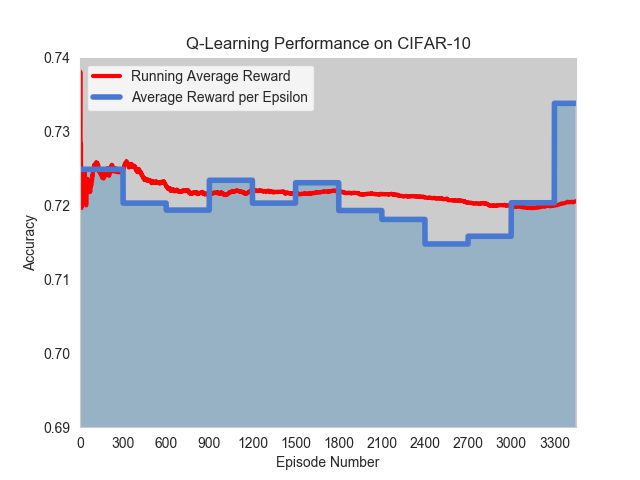 Q-Learning Performance on CIFAR-10
Running Average Reward
Average Reward per Epsilon
0.74
0.73
0.72
0.71
0.70
0.69
Accuracy
0 300 600 900 1200 1500 1800 2100 2400 2700 3000 3300
Episode Number